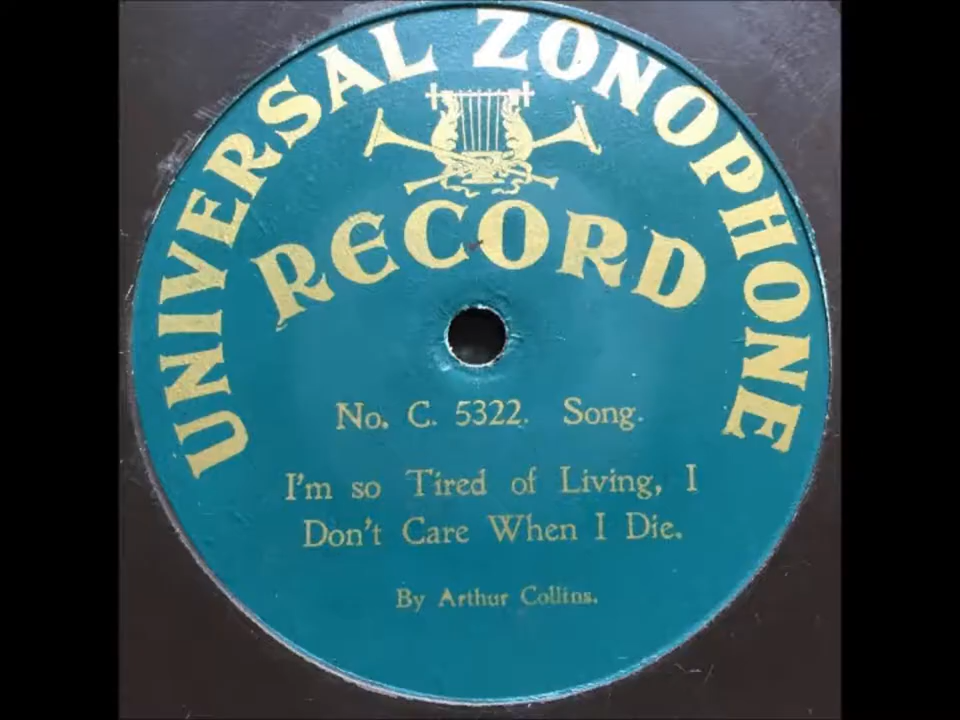 UNIVERSAL ZONOPHONE
RECORD
No. C. 5322. Song.
I'm so Tired of Living, I
Don't Care When I Die.
By Arthur Collins.